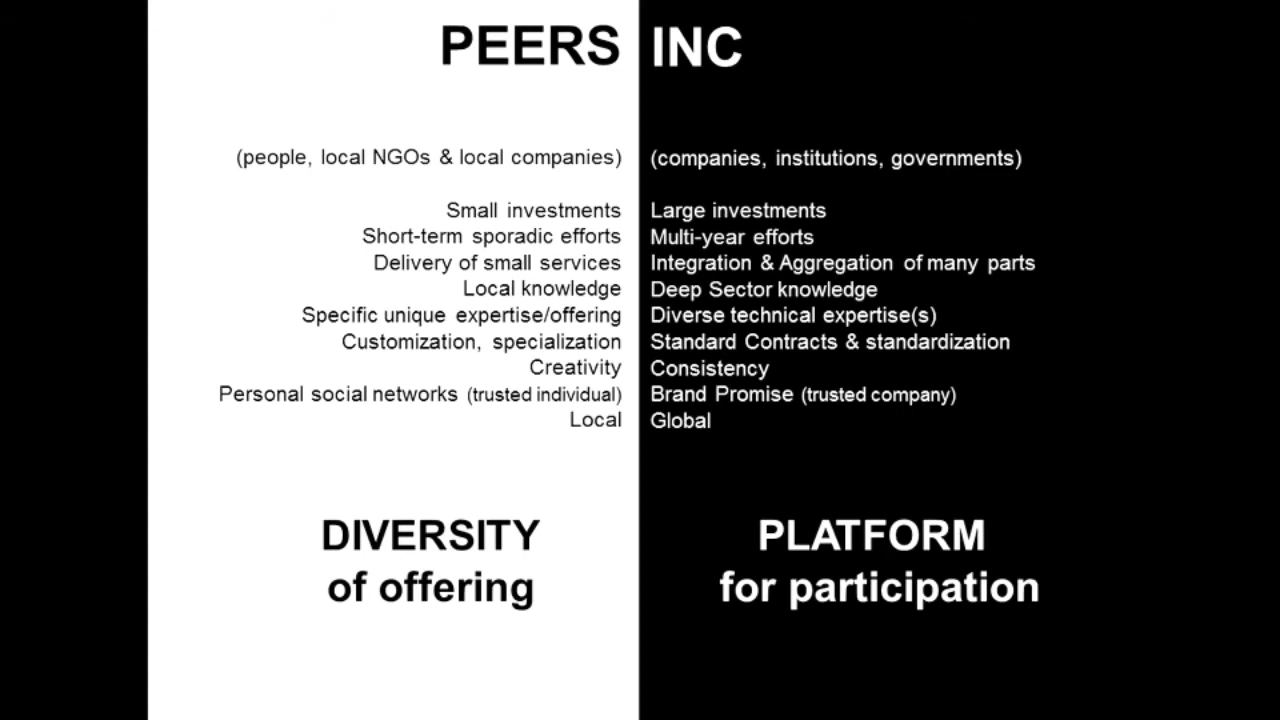 PEERS INC
(people, local NGOs & local companies) (companies, institutions, governments)
Small investments Large investments
Short-term sporadic efforts Multi-year efforts
Delivery of small services Integration & Aggregation of many parts
Local knowledge Deep Sector knowledge
Specific unique expertise/offering Diverse technical expertise(s)
Customization, specialization Standard Contracts & standardization
Creativity Consistency
Personal social networks (trusted individual) Brand Promise (trusted company)
Local Global
DIVERSITY PLATFORM
of offering for participation